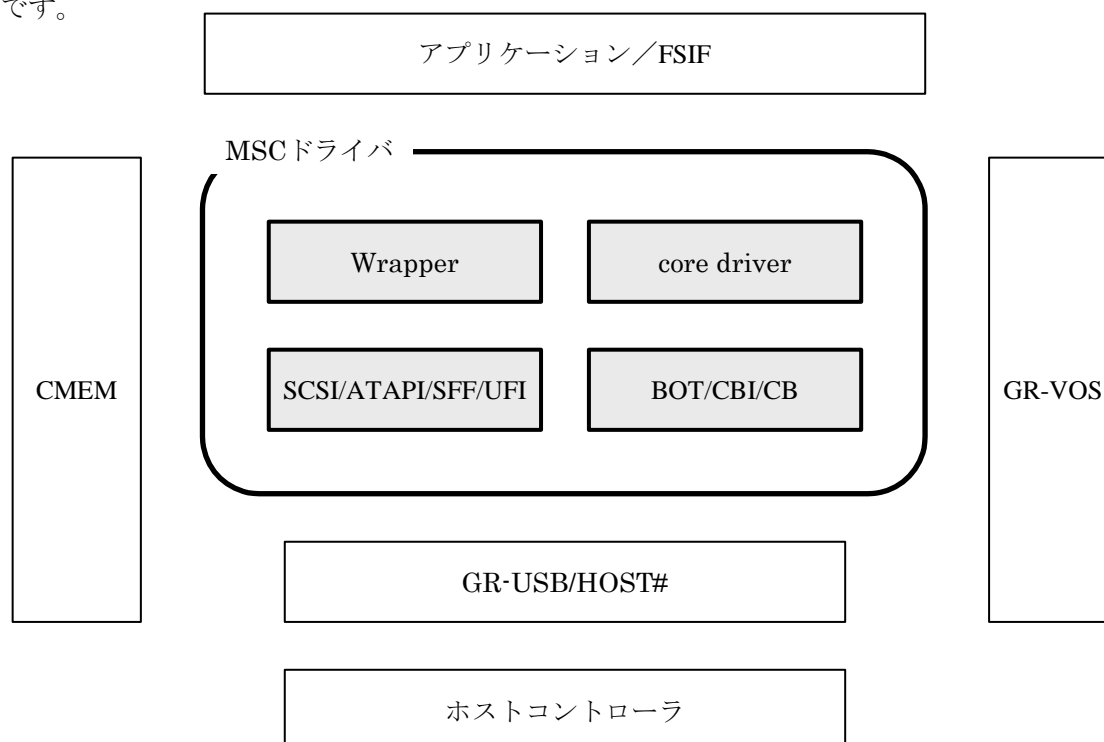 です。
アプリケーション／FSIF
MSCドライバ
Wrapper
core driver
CMEM
SCSI/ATAPI/SFF/UFI
BOT/CBI/CB
GR-VOS
GR-USB/HOST#
ホストコントローラ